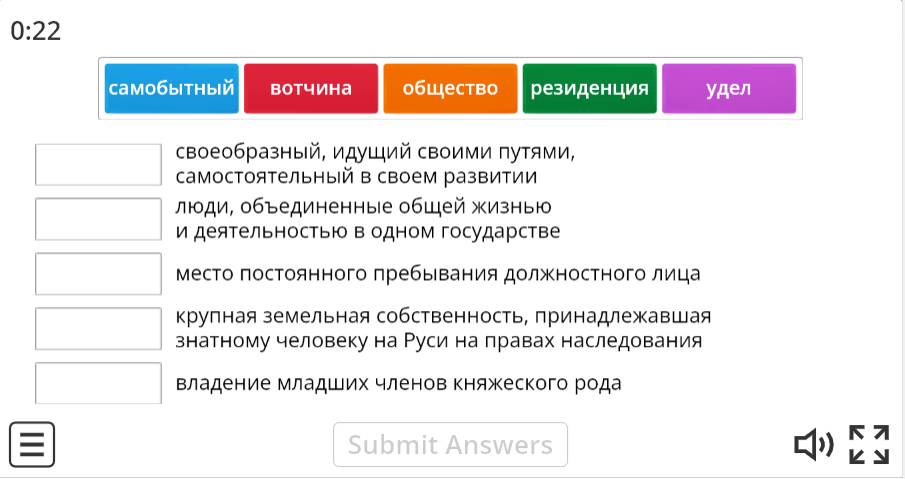 0:22
самобытный вотчина общество резиденция удел
своеобразный, идущий своими путями,
самостоятельный в своем развитии
люди, объединенные общей жизнью
и деятельностью в одном государстве
место постоянного пребывания должностного лица
крупная земельная собственность, принадлежавшая
знатному человеку на Руси на правах наследования
владение младших членов княжеского рода
Submit Answers